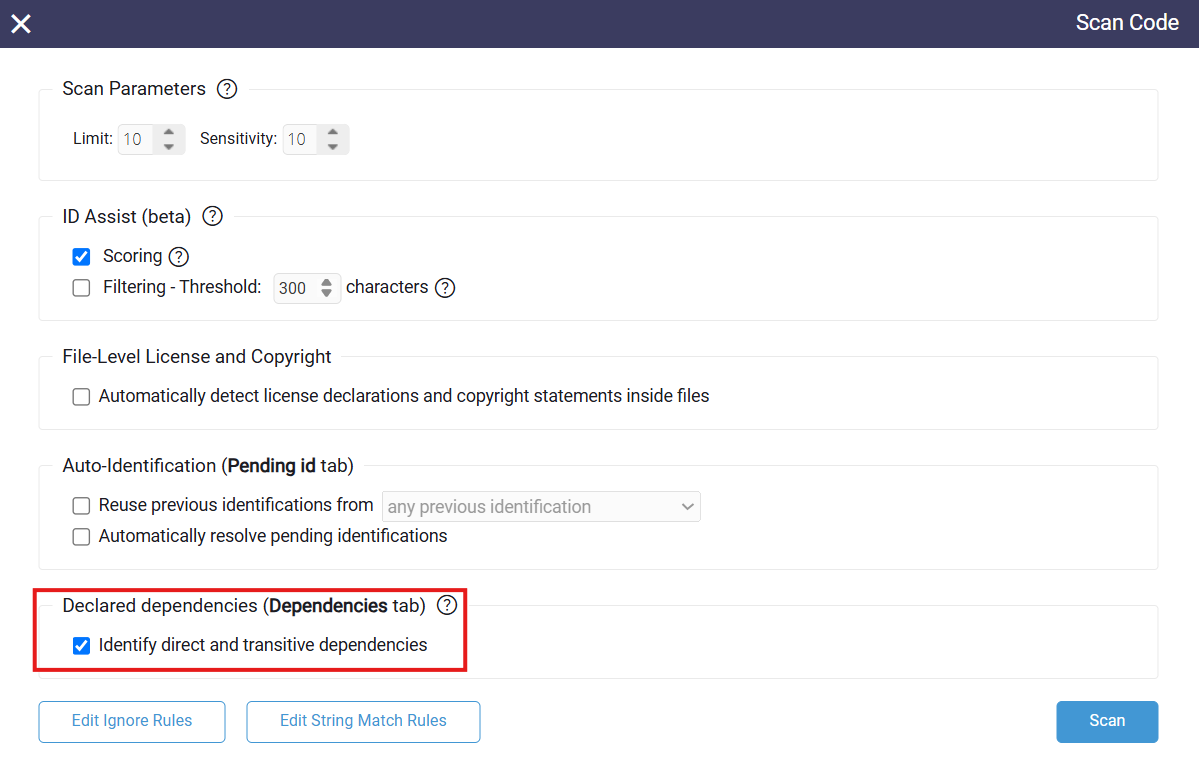 Scan Code
Scan Parameters ?
Limit: 10 Sensitivity: 10
ID Assist (beta) ?
Scoring ?
Filtering - Threshold: 300 characters ?
File-Level License and Copyright
Automatically detect license declarations and copyright statements inside files
Auto-Identification (Pending id tab)
Reuse previous identifications from any previous identification
Automatically resolve pending identifications
Declared dependencies (Dependencies tab) ?
Identify direct and transitive dependencies
Edit Ignore Rules Edit String Match Rules Scan